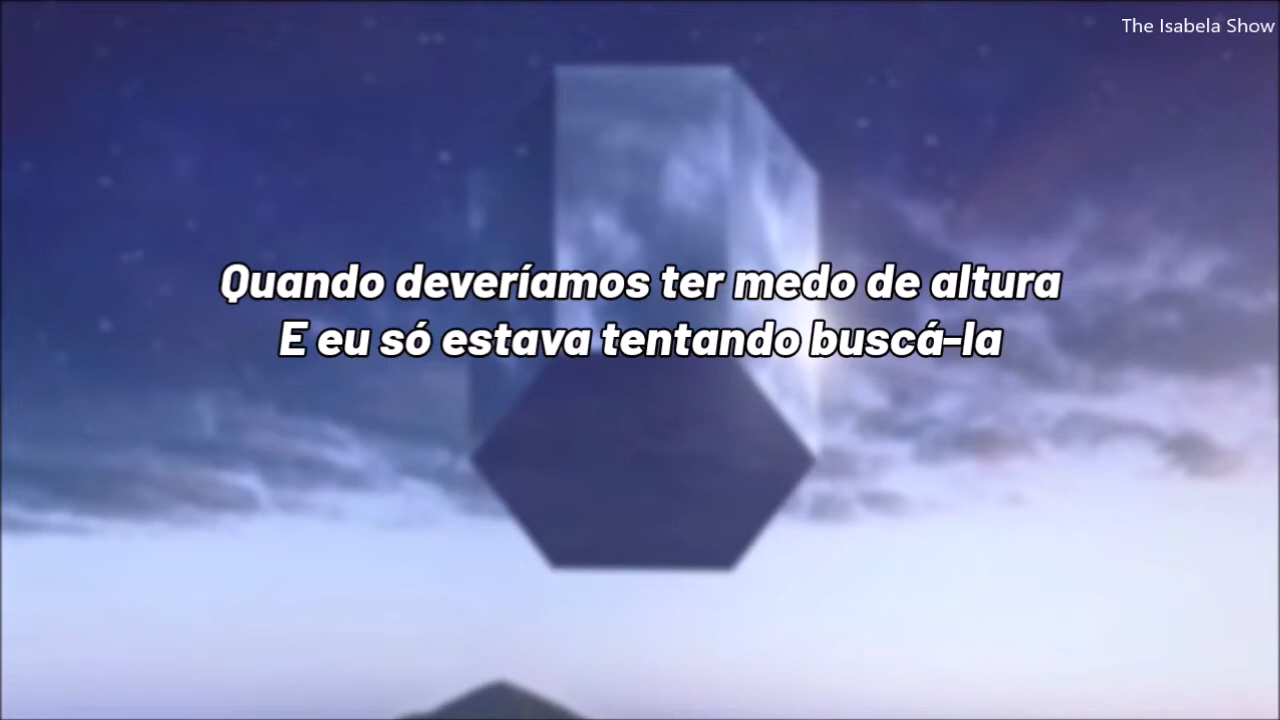 The Isabela Show
Quando deveríamos ter medo de altura
E eu só estava tentando buscá-la